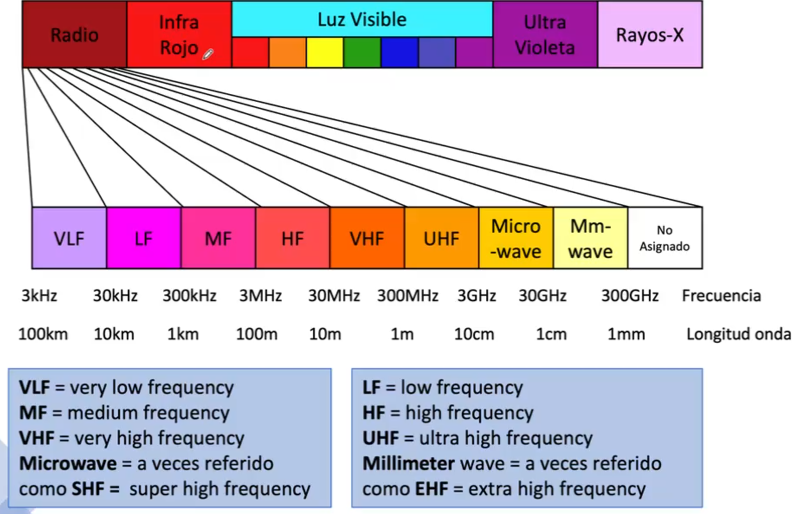 Radio
Infra
Rojo
Luz Visible
Ultra
Violeta
Rayos-X
VLF
LF
MF
HF
VHF
UHF
Micro
-wave
Mm-
wave
No
Asignado
3kHz 30kHz 300kHz 3MHz 30MHz 300MHz 3GHz 30GHz 300GHz Frecuencia
100km 10km 1km 100m 10m 1m 10cm 1cm 1mm Longitud onda
VLF = very low frequency
MF = medium frequency
VHF = very high frequency
Microwave = a veces referido
como SHF = super high frequency
LF = low frequency
HF = high frequency
UHF = ultra high frequency
Millimeter wave = a veces referido
como EHF = extra high frequency